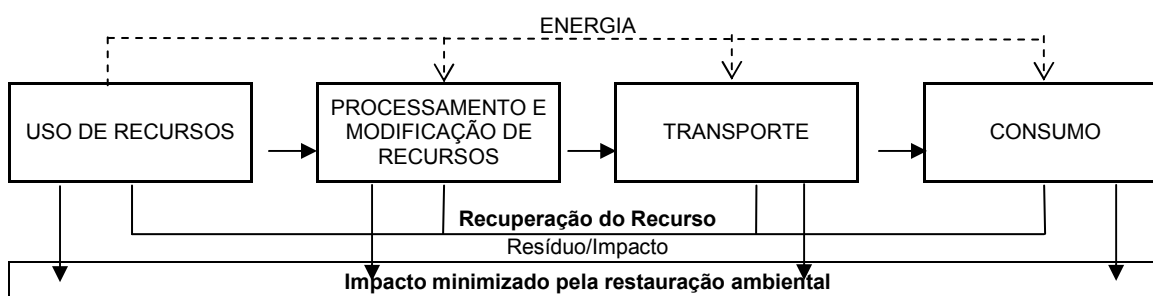 ENERGIA
USO DE RECURSOS
PROCESSAMENTO E
MODIFICAÇÃO DE
RECURSOS
TRANSPORTE
CONSUMO
Recuperação do Recurso
Resíduo/Impacto
Impacto minimizado pela restauração ambiental